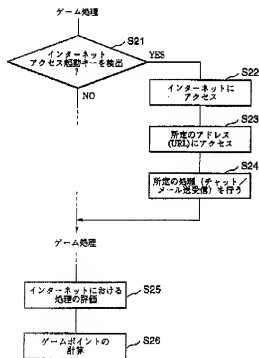 ゲーム処理
S21
インターネット
アクセス起動キーを検出
?
YES
NO
S22
インターネットに
アクセス
S23
所定のアドレス
(URL)にアクセス
S24
所定の処理(チャット/
メール送受信)を行う
ゲーム処理
S25
インターネットにおける
処理の評価
S26
ゲームポイントの
計算